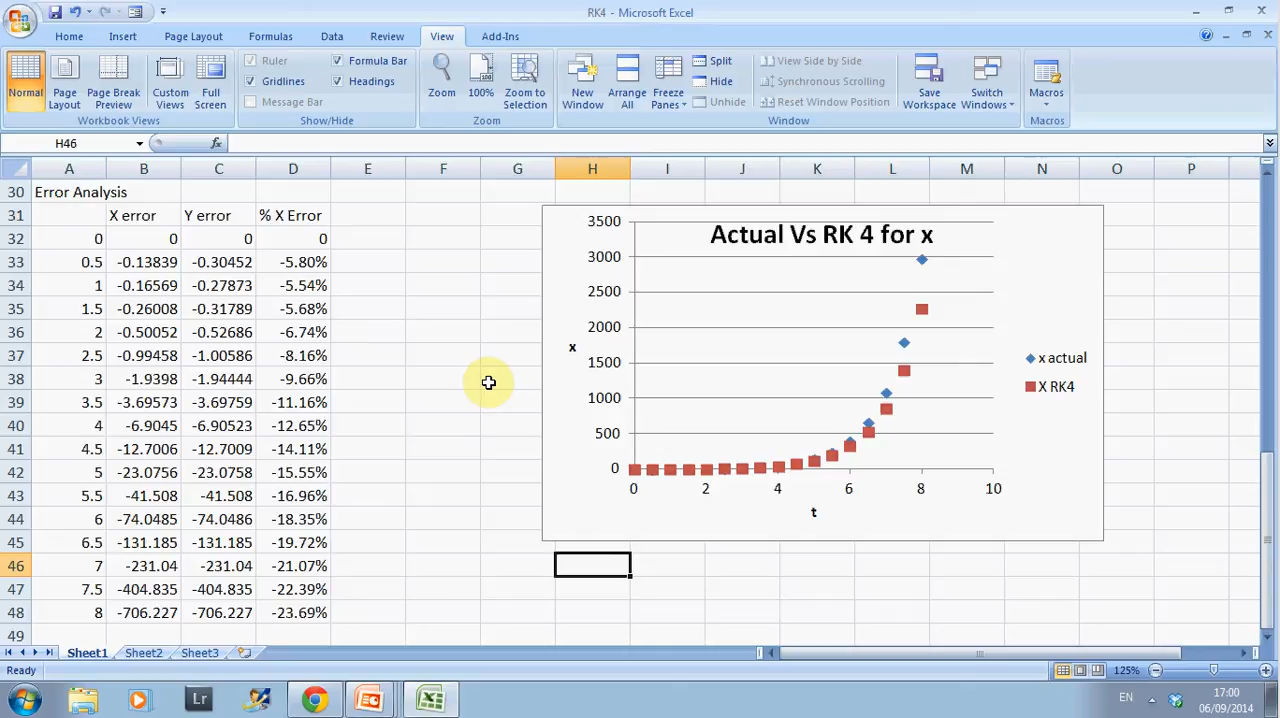 RK4 - Microsoft Excel
Home Insert Page Layout Formulas Data Review View Add-Ins
Normal Page Layout Page Break Preview Custom Views Full Screen
Workbook Views
Ruler Formula Bar
Gridlines Headings
Message Bar
Show/Hide
Zoom 100% Zoom to Selection
Zoom
New Window Arrange All Freeze Panes
Split
Hide
Unhide
View Side by Side
Synchronous Scrolling
Reset Window Position
Window
Save Workspace Switch Windows
Macros
Macros
H46 fx
A B C D E F G H I J K L M N O P
30 Error Analysis
31 X error Y error % X Error
32 0 0 0 0
33 0.5 -0.13839 -0.30452 -5.80%
34 1 -0.16569 -0.27873 -5.54%
35 1.5 -0.26008 -0.31789 -5.68%
36 2 -0.50052 -0.52686 -6.74%
37 2.5 -0.99458 -1.00586 -8.16%
38 3 -1.9398 -1.94444 -9.66%
39 3.5 -3.69573 -3.69759 -11.16%
40 4 -6.9045 -6.90523 -12.65%
41 4.5 -12.7006 -12.7009 -14.11%
42 5 -23.0756 -23.0758 -15.55%
43 5.5 -41.508 -41.508 -16.96%
44 6 -74.0485 -74.0486 -18.35%
45 6.5 -131.185 -131.185 -19.72%
46 7 -231.04 -231.04 -21.07%
47 7.5 -404.835 -404.835 -22.39%
48 8 -706.227 -706.227 -23.69%
49
Actual Vs RK 4 for x
3500
3000
2500
2000
1500
1000
500
0
x
0 2 4 6 8 10
t
x actual
X RK4
Sheet1 Sheet2 Sheet3
Ready 125%
Lr EN 17:00
06/09/2014